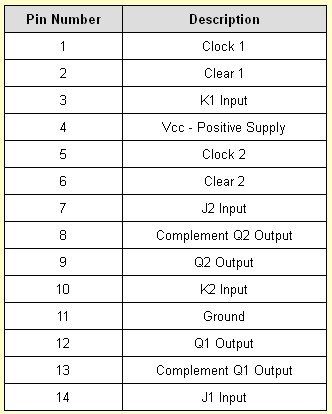 Pin Number Description
1 Clock 1
2 Clear 1
3 K1 Input
4 Vcc - Positive Supply
5 Clock 2
6 Clear 2
7 J2 Input
8 Complement Q2 Output
9 Q2 Output
10 K2 Input
11 Ground
12 Q1 Output
13 Complement Q1 Output
14 J1 Input